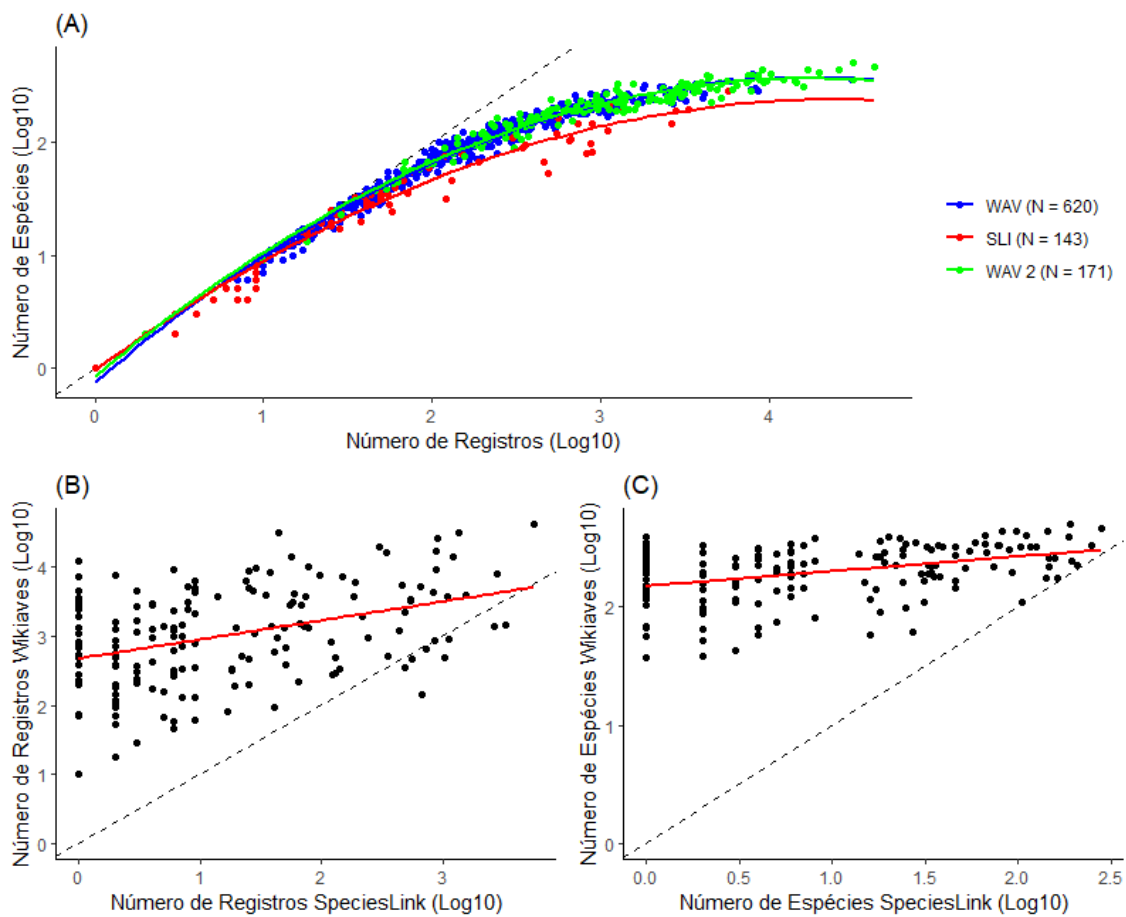 (A)
Número de Espécies (Log10)
2
1
0
0 1 2 3 4
Número de Registros (Log10)
WAV (N = 620)
SLI (N = 143)
WAV 2 (N = 171)
(B)
Número de Registros Wikiaves (Log10)
4
3
2
1
0
0 1 2 3
Número de Registros SpeciesLink (Log10)
(C)
Número de Espécies Wikiaves (Log10)
2
1
0
0.0 0.5 1.0 1.5 2.0 2.5
Número de Espécies SpeciesLink (Log10)